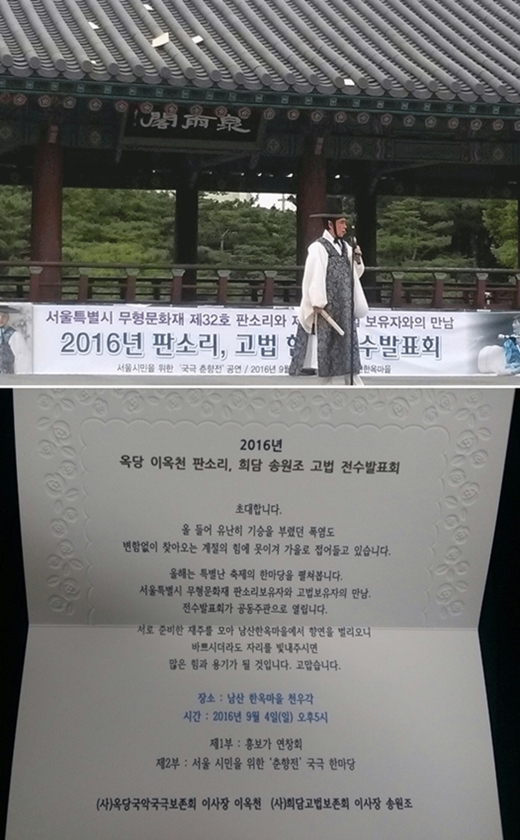 泉雨閣
서울특별시 무형문화재 제32호 판소리와 보유자와의 만남
2016년 판소리, 고법 수발표회
서울시민을 위한 '국극 춘향전' 공연 / 2016년 9월 한옥마을
2016년
옥당 이옥천 판소리, 희담 송원조 고법 전수발표회
초대합니다.
올 들어 유난히 기승을 부렸던 폭염도
변함없이 찾아오는 계절의 힘에 못이겨 가을로 접어들고 있습니다.
올해는 특별난 축제의 한마당을 펼쳐봅니다.
서울특별시 무형문화재 판소리보유자와 고법보유자의 만남.
전수발표회가 공동주관으로 열립니다.
서로 준비한 재주를 모아 남산한옥마을에서 향연을 벌리오니
바쁘시더라도 자리를 빛내주시면
많은 힘과 용기가 될 것입니다. 고맙습니다.
장소 : 남산 한옥마을 천우각
시간 : 2016년 9월 4일(일) 오후5시
제1부 : 흥보가 연창회
제2부 : 서울 시민을 위한 '춘향전' 국극 한마당
(사)옥당국악국극보존회 이사장 이옥천 (사)희담고법보존회 이사장 송원조